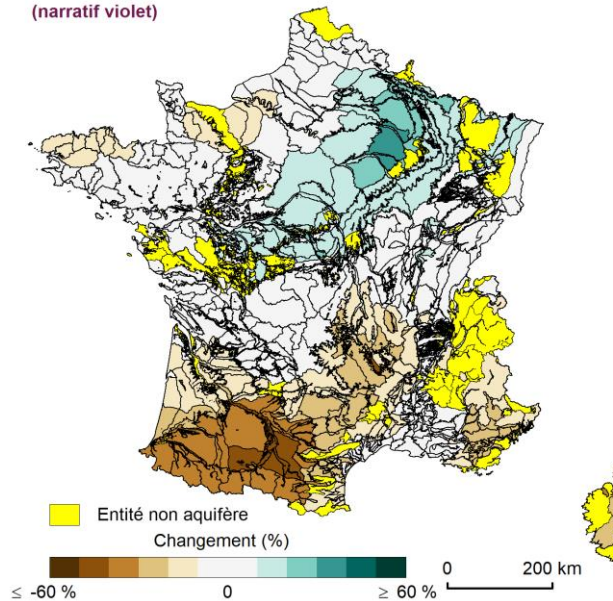 (narratif violet)
Entité non aquifère
Changement (%)
≤ -60 % 0 ≥ 60 %
0 200 km